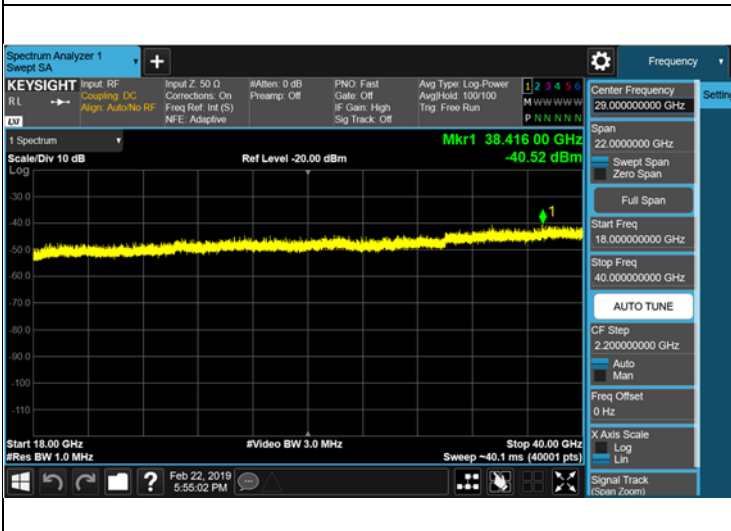 Spectrum Analyzer 1
Swept SA
+
Frequency
KEYSIGHT
RL
LXI
Input: RF
Coupling: DC
Align: Auto/No RF
Input Z: 50 Ω
Corrections: On
Freq Ref: Int (S)
NFE: Adaptive
#Atten: 0 dB
Preamp: Off
PNO: Fast
Gate: Off
IF Gain: High
Sig Track: Off
Avg Type: Log-Power
Avg|Hold: 100/100
Trig: Free Run
1 2 3 4 5 6
M W W W W W
P N N N N N
Center Frequency
29.000000000 GHz
Settings
1 Spectrum
Mkr1 38.416 00 GHz
Scale/Div 10 dB
Ref Level -20.00 dBm
-40.52 dBm
Log
-30.0
-40.0
-50.0
-60.0
-70.0
-80.0
-90.0
-100
-110
1
Start 18.00 GHz
#Video BW 3.0 MHz
Stop 40.00 GHz
#Res BW 1.0 MHz
Sweep ~40.1 ms (40001 pts)
Span
22.0000000 GHz
Swept Span
Zero Span
Full Span
Start Freq
18.000000000 GHz
Stop Freq
40.000000000 GHz
AUTO TUNE
CF Step
2.200000000 GHz
Auto
Man
Freq Offset
0 Hz
X Axis Scale
Log
Lin
Signal Track
(Span Zoom)
?
Feb 22, 2019
5:55:02 PM